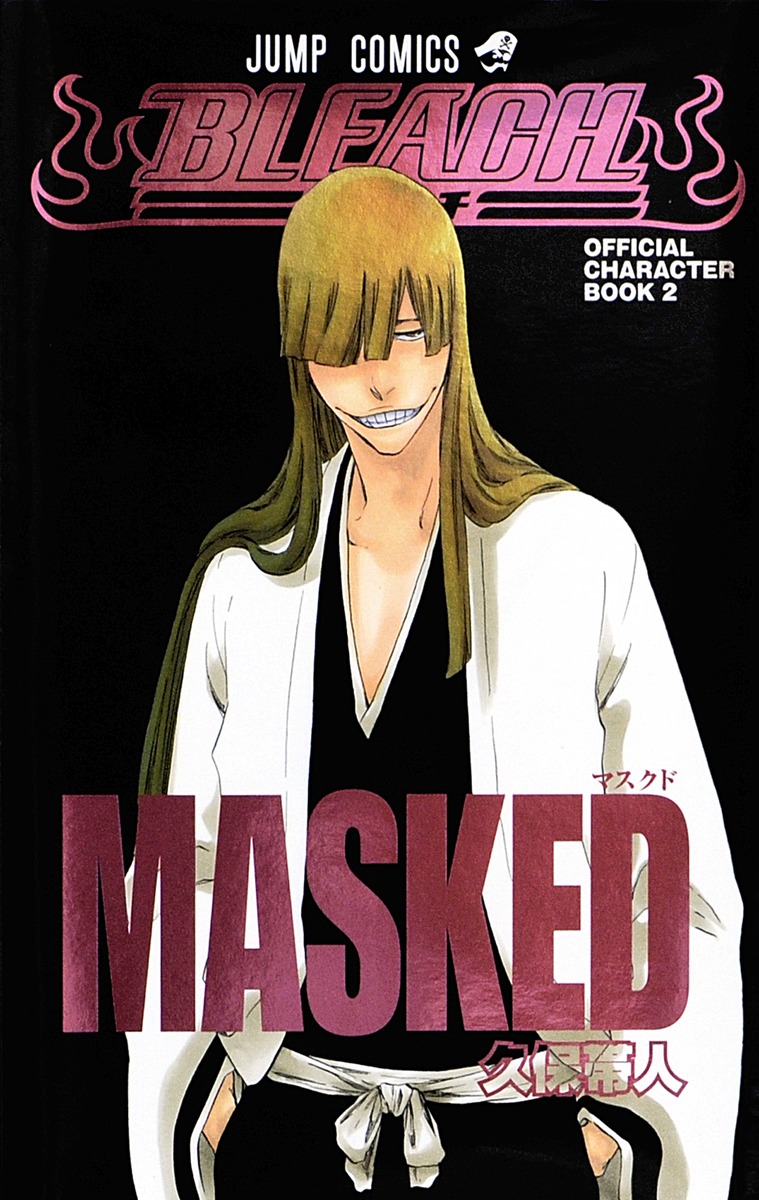 JUMP COMICS
BLEACH
OFFICIAL
CHARACTER
BOOK 2
マスクド
MASKED
久保帯人